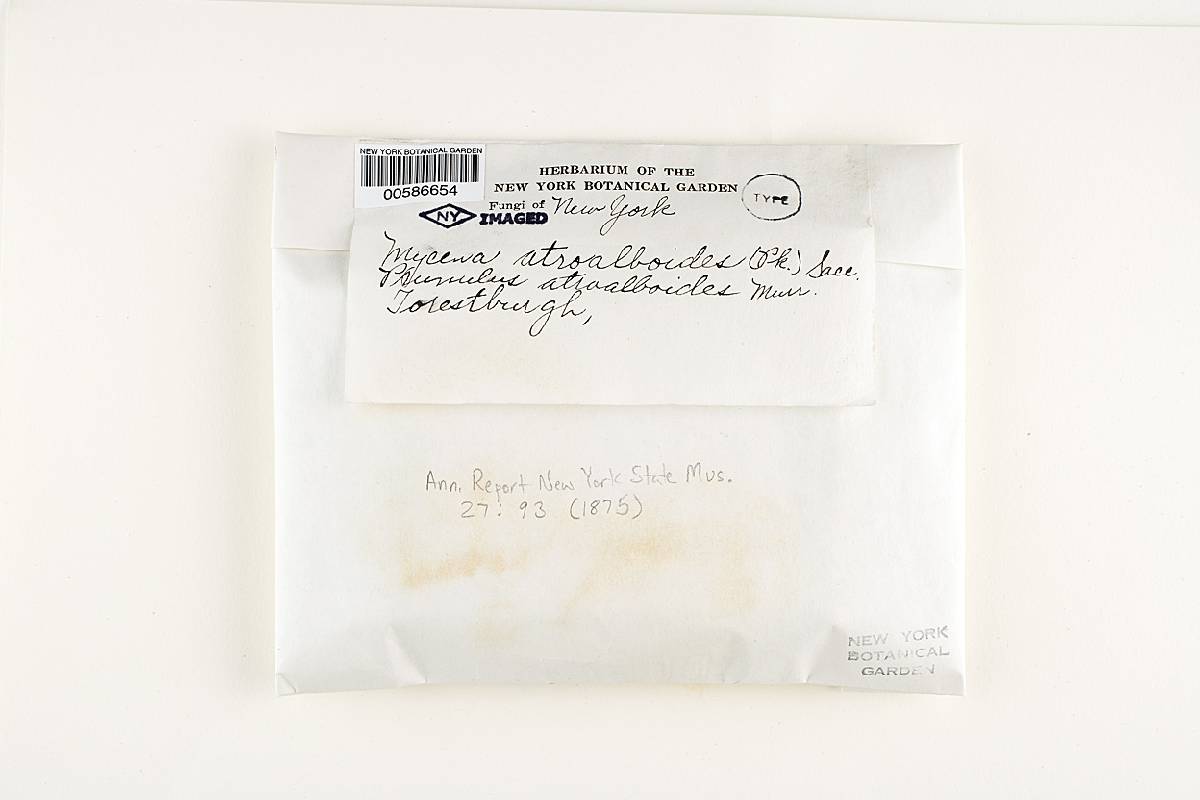 NEW YORK BOTANICAL GARDEN
00586654
HERBARIUM OF THE
NEW YORK BOTANICAL GARDEN
TYPE
Fungi of New York
NY IMAGED
Mycena atroalboides (Pk.) Sacc.
Prunulus atroalboides Murr.
Forestburgh,
Ann. Report New York State Mus.
27: 93 (1875)
NEW YORK
BOTANICAL
GARDEN